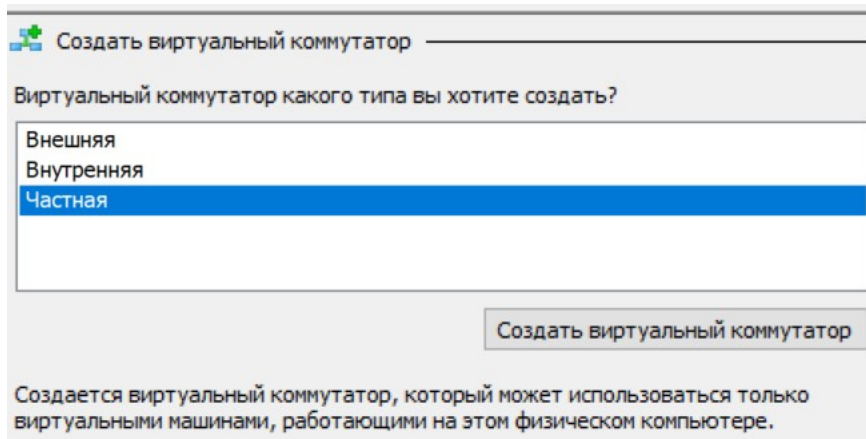 Создать виртуальный коммутатор
Виртуальный коммутатор какого типа вы хотите создать?
Внешняя
Внутренняя
Частная
Создать виртуальный коммутатор
Создается виртуальный коммутатор, который может использоваться только
виртуальными машинами, работающими на этом физическом компьютере.